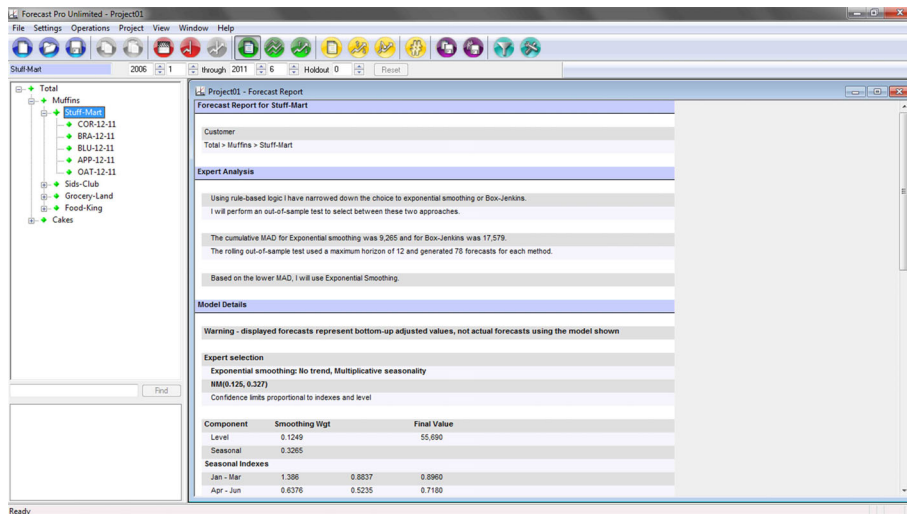 Forecast Pro Unlimited - Project01
File Settings Operations Project View Window Help
Stuff-Mart 2006 1 through 2011 6 Holdout 0 Reset
Total
Muffins
Stuff-Mart
COR-12-11
BRA-12-11
BLU-12-11
APP-12-11
OAT-12-11
Sids-Club
Grocery-Land
Food-King
Cakes
Find
Project01 - Forecast Report
Forecast Report for Stuff-Mart
Customer
Total > Muffins > Stuff-Mart
Expert Analysis
Using rule-based logic I have narrowed down the choice to exponential smoothing or Box-Jenkins.
I will perform an out-of-sample test to select between these two approaches.
The cumulative MAD for Exponential smoothing was 9,265 and for Box-Jenkins was 17,579.
The rolling out-of-sample test used a maximum horizon of 12 and generated 78 forecasts for each method.
Based on the lower MAD, I will use Exponential Smoothing.
Model Details
Warning - displayed forecasts represent bottom-up adjusted values, not actual forecasts using the model shown
Expert selection
Exponential smoothing: No trend, Multiplicative seasonality
NM(0.125, 0.327)
Confidence limits proportional to indexes and level
Component Smoothing Wgt Final Value
Level 0.1249 55,690
Seasonal 0.3265
Seasonal Indexes
Jan - Mar 1.386 0.8837 0.8960
Apr - Jun 0.6376 0.5235 0.7180
Ready